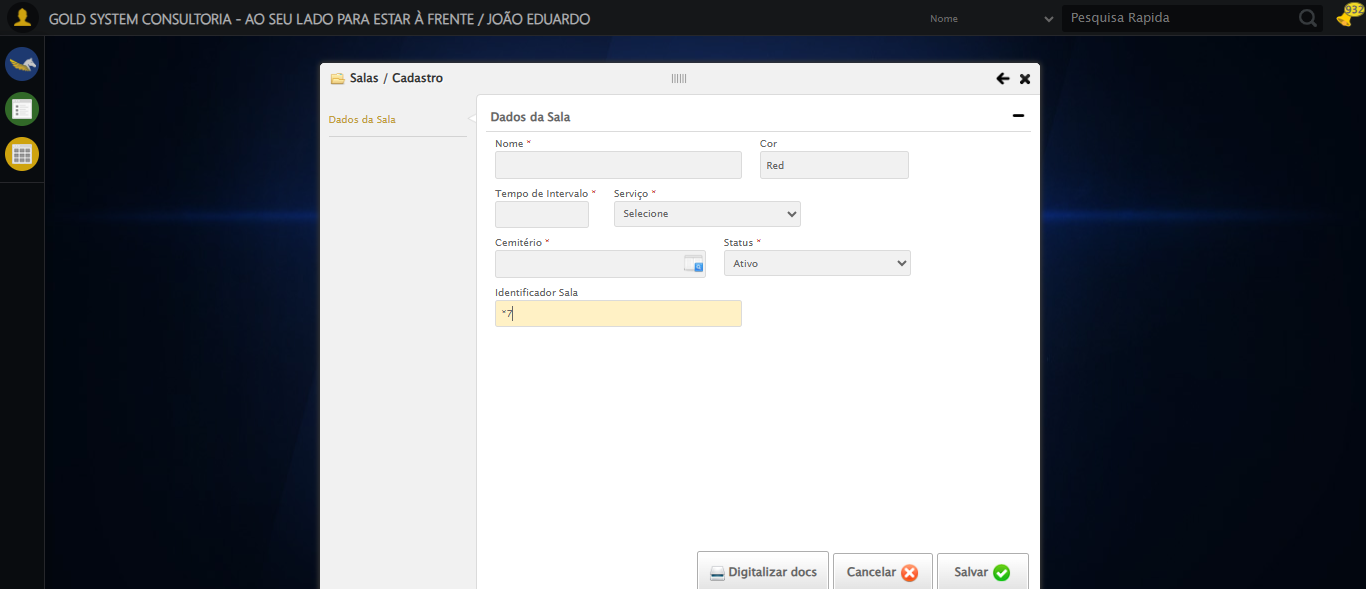 GOLD SYSTEM CONSULTORIA - AO SEU LADO PARA ESTAR À FRENTE / JOÃO EDUARDO
Nome
Pesquisa Rapida
932
Salas / Cadastro
Dados da Sala
Dados da Sala
Nome *
Cor
Red
Tempo de Intervalo *
Serviço *
Selecione
Cemitério *
Status *
Ativo
Identificador Sala
*7
Digitalizar docs
Cancelar
Salvar